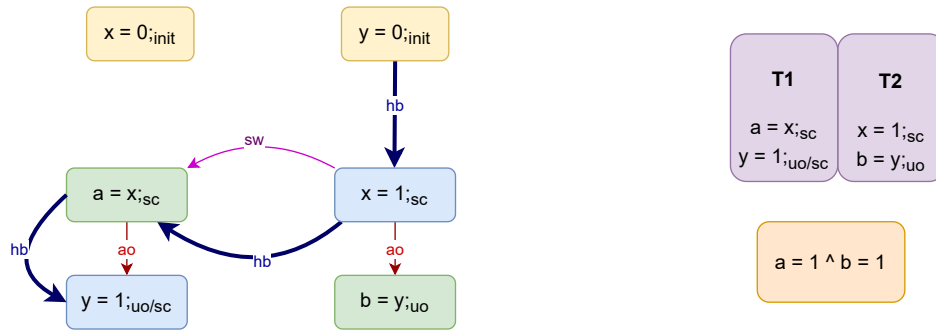 x = 0;init
y = 0;init
hb
sw
a = x;sc
x = 1;sc
hb
ao
hb
ao
y = 1;uo/sc
b = y;uo
T1
T2
a = x;sc
x = 1;sc
y = 1;uo/sc
b = y;uo
a = 1 ^ b = 1